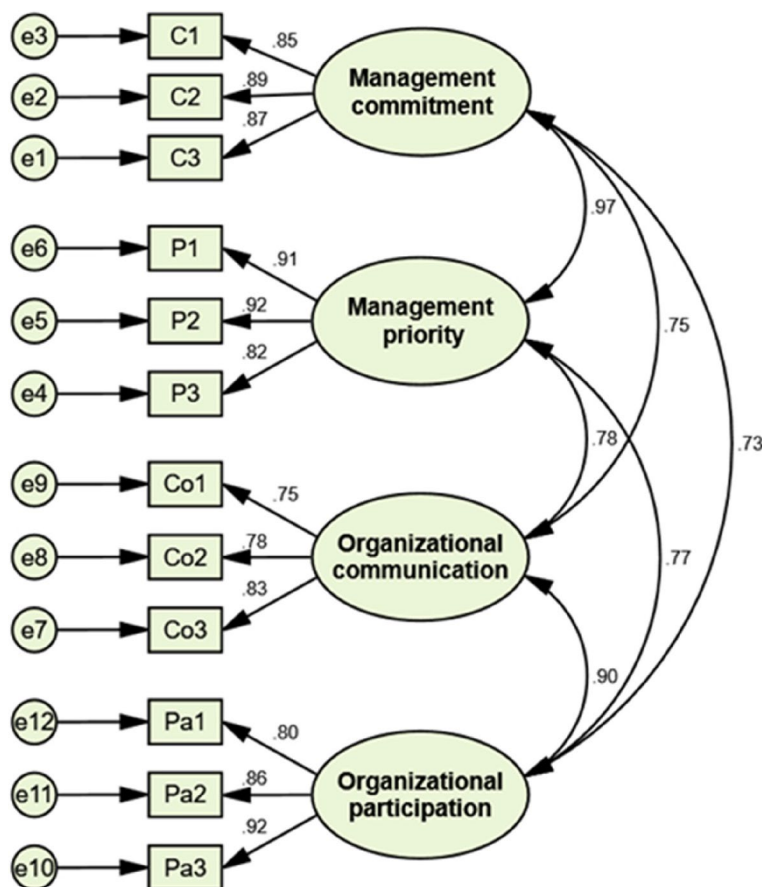 e3 C1 .85
e2 C2 .89
e1 C3 .87
Management
commitment
.97
e6 P1 .91
e5 P2 .92
e4 P3 .82
Management
priority
.75
.78
.73
e9 Co1 .75
e8 Co2 .78
e7 Co3 .83
Organizational
communication
.77
.90
e12 Pa1 .80
e11 Pa2 .86
e10 Pa3 .92
Organizational
participation